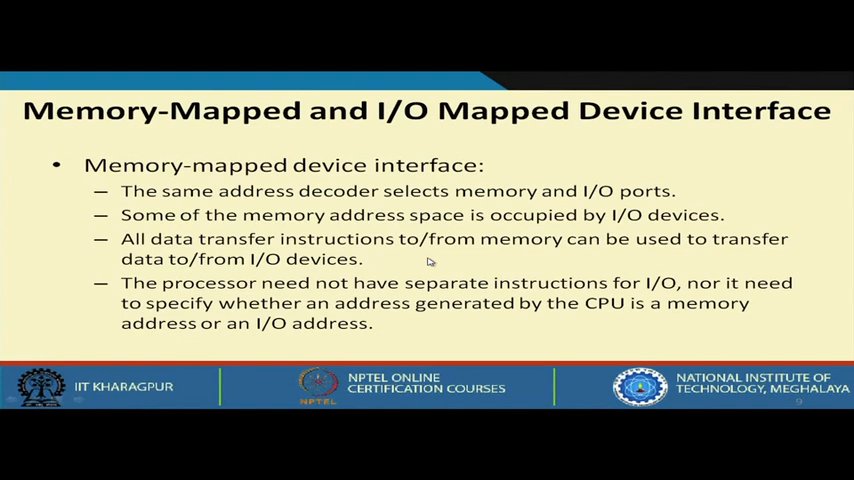 Memory-Mapped and I/O Mapped Device Interface
• Memory-mapped device interface:
– The same address decoder selects memory and I/O ports.
– Some of the memory address space is occupied by I/O devices.
– All data transfer instructions to/from memory can be used to transfer
data to/from I/O devices.
– The processor need not have separate instructions for I/O, nor it need
to specify whether an address generated by the CPU is a memory
address or an I/O address.
IIT KHARAGPUR
NPTEL
NPTEL ONLINE
CERTIFICATION COURSES
NATIONAL INSTITUTE OF
TECHNOLOGY, MEGHALAYA
9